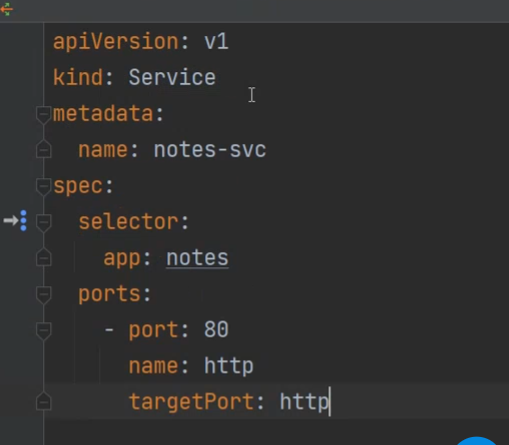 apiVersion: v1
kind: Service
metadata:
  name: notes-svc
spec:
  selector:
    app: notes
  ports:
    - port: 80
      name: http
      targetPort: http